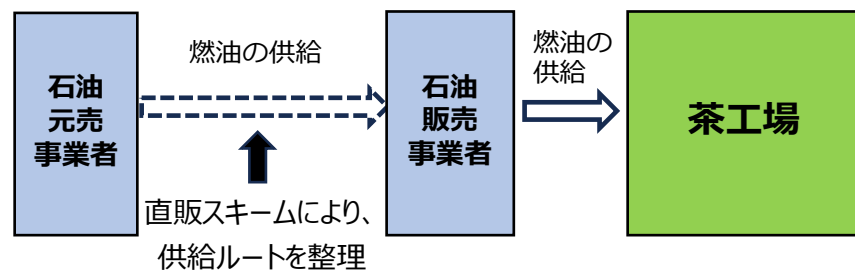 石油
元売
事業者
燃油の供給
直販スキームにより、
供給ルートを整理
石油
販売
事業者
燃油の
供給
茶工場